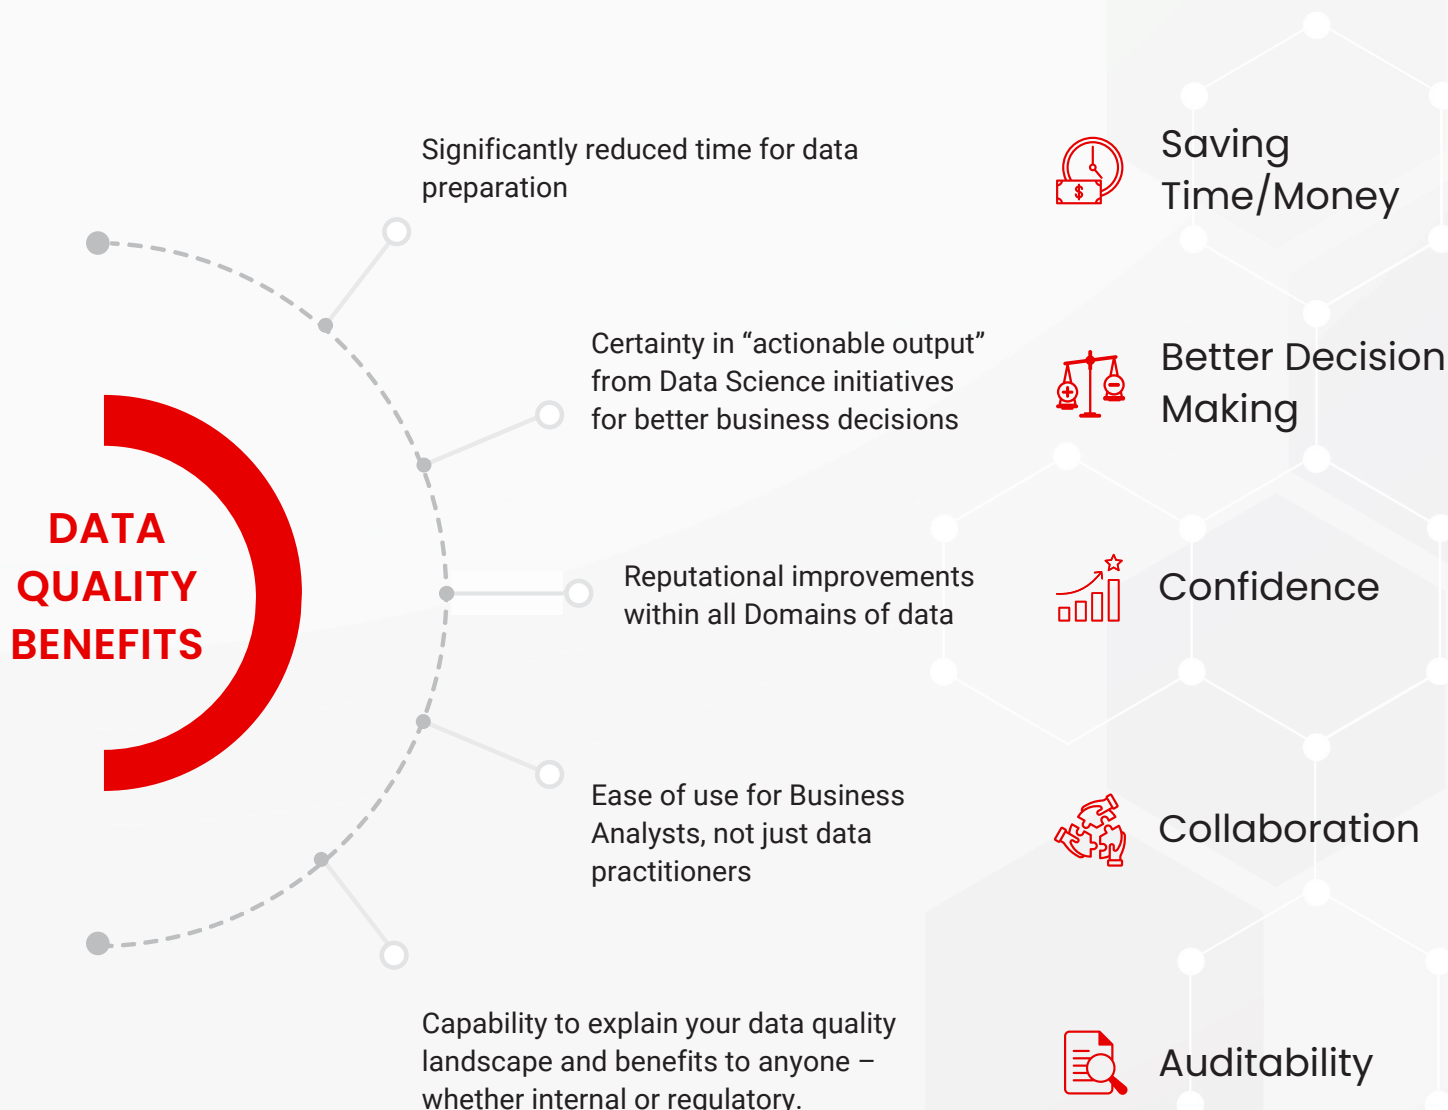 Significantly reduced time for data
preparation
Saving
Time/Money
Certainty in “actionable output”
from Data Science initiatives
for better business decisions
Better Decision
Making
DATA
QUALITY
BENEFITS
Reputational improvements
within all Domains of data
Confidence
Ease of use for Business
Analysts, not just data
practitioners
Collaboration
Capability to explain your data quality
landscape and benefits to anyone –
whether internal or regulatory.
Auditability
$